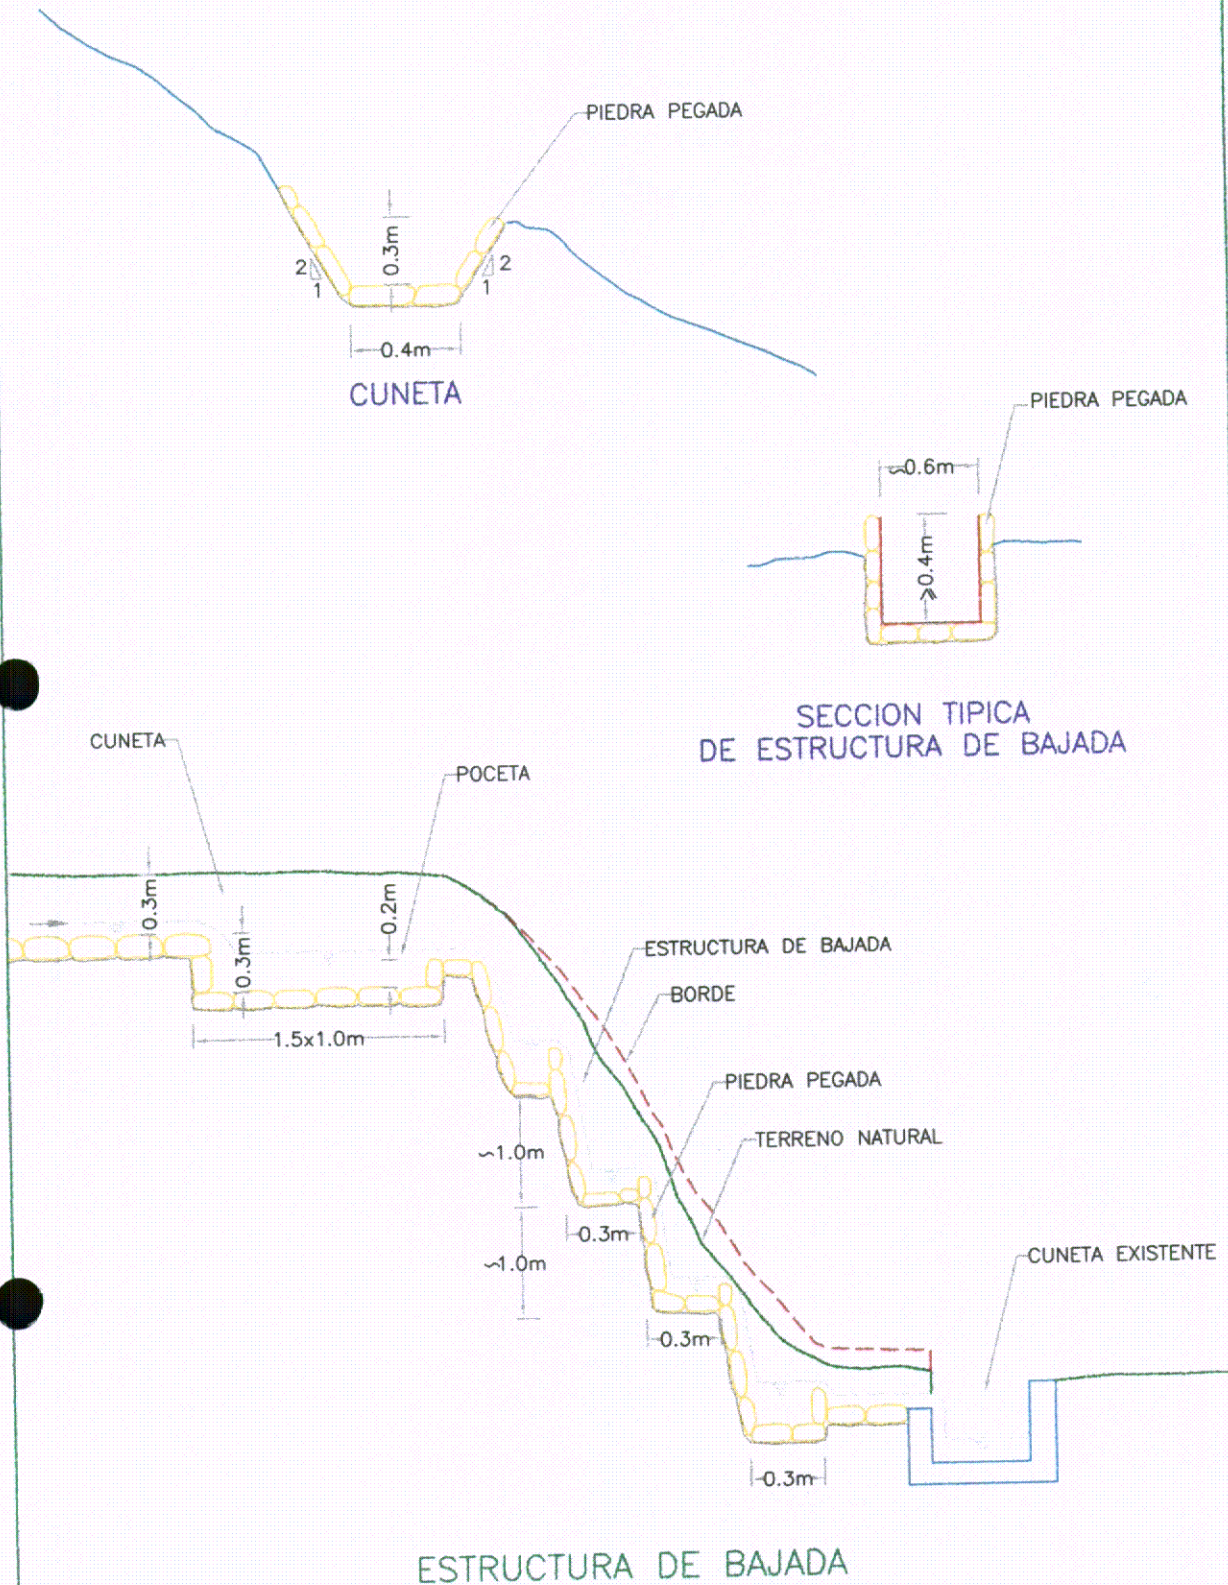 PIEDRA PEGADA
0.3m
2
1
2
1
0.4m
CUNETA
PIEDRA PEGADA
≈0.6m
⩾0.4m
SECCION TIPICA
DE ESTRUCTURA DE BAJADA
CUNETA
POCETA
0.3m
0.2m
0.3m
1.5x1.0m
ESTRUCTURA DE BAJADA
BORDE
PIEDRA PEGADA
TERRENO NATURAL
~1.0m
0.3m
~1.0m
CUNETA EXISTENTE
0.3m
0.3m
ESTRUCTURA DE BAJADA